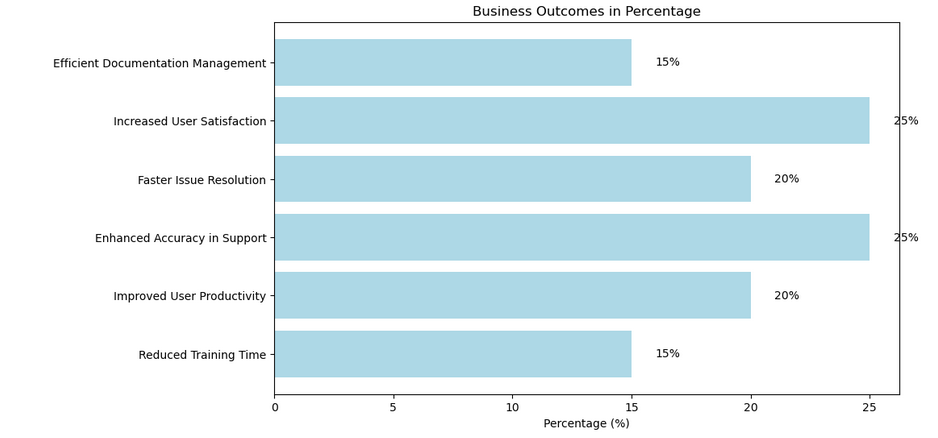 Business Outcomes in Percentage
Efficient Documentation Management 15%
Increased User Satisfaction 25%
Faster Issue Resolution 20%
Enhanced Accuracy in Support 25%
Improved User Productivity 20%
Reduced Training Time 15%
0 5 10 15 20 25
Percentage (%)